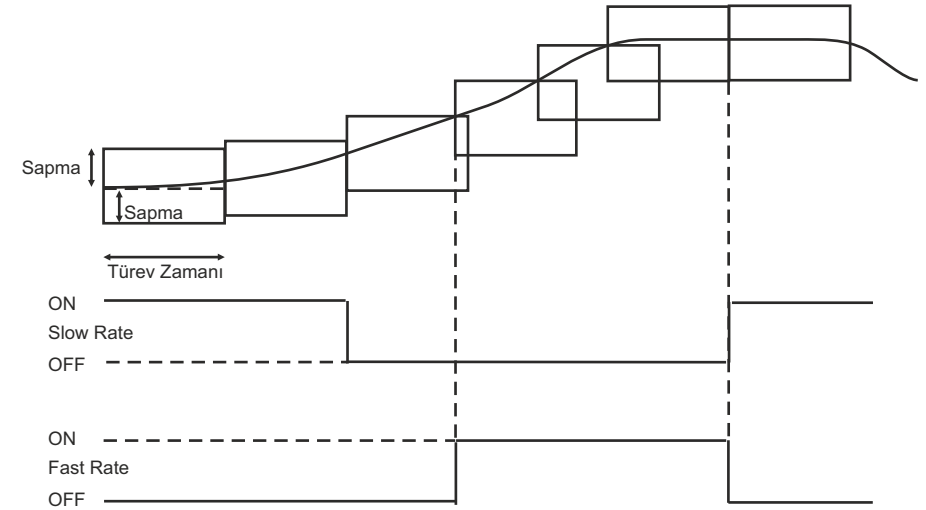 Sapma
Sapma
Türev Zamanı
ON
Slow Rate
OFF
ON
Fast Rate
OFF